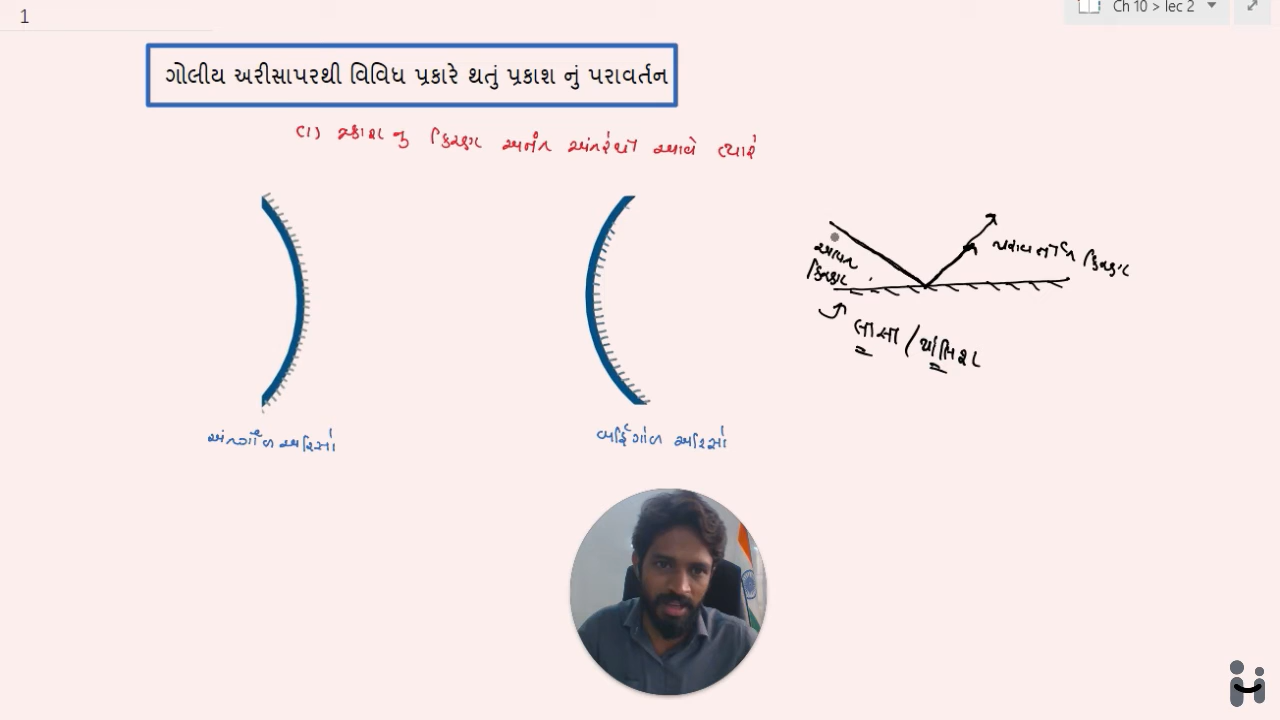 1
Ch 10 > lec 2
ગોલીય અરીસાપરથી વિવિધ પ્રકારે થતું પ્રકાશ નું પરાવર્તન
(1) પ્રકાશ નુ કિરણ અનંત અંતરેથી આવે ત્યારે
આપાત
કિરણ
પરાવર્તિત કિરણ
લીસી / પોલિશ
અંતર્ગોળ અરિસો
બહિર્ગોળ અરિસો